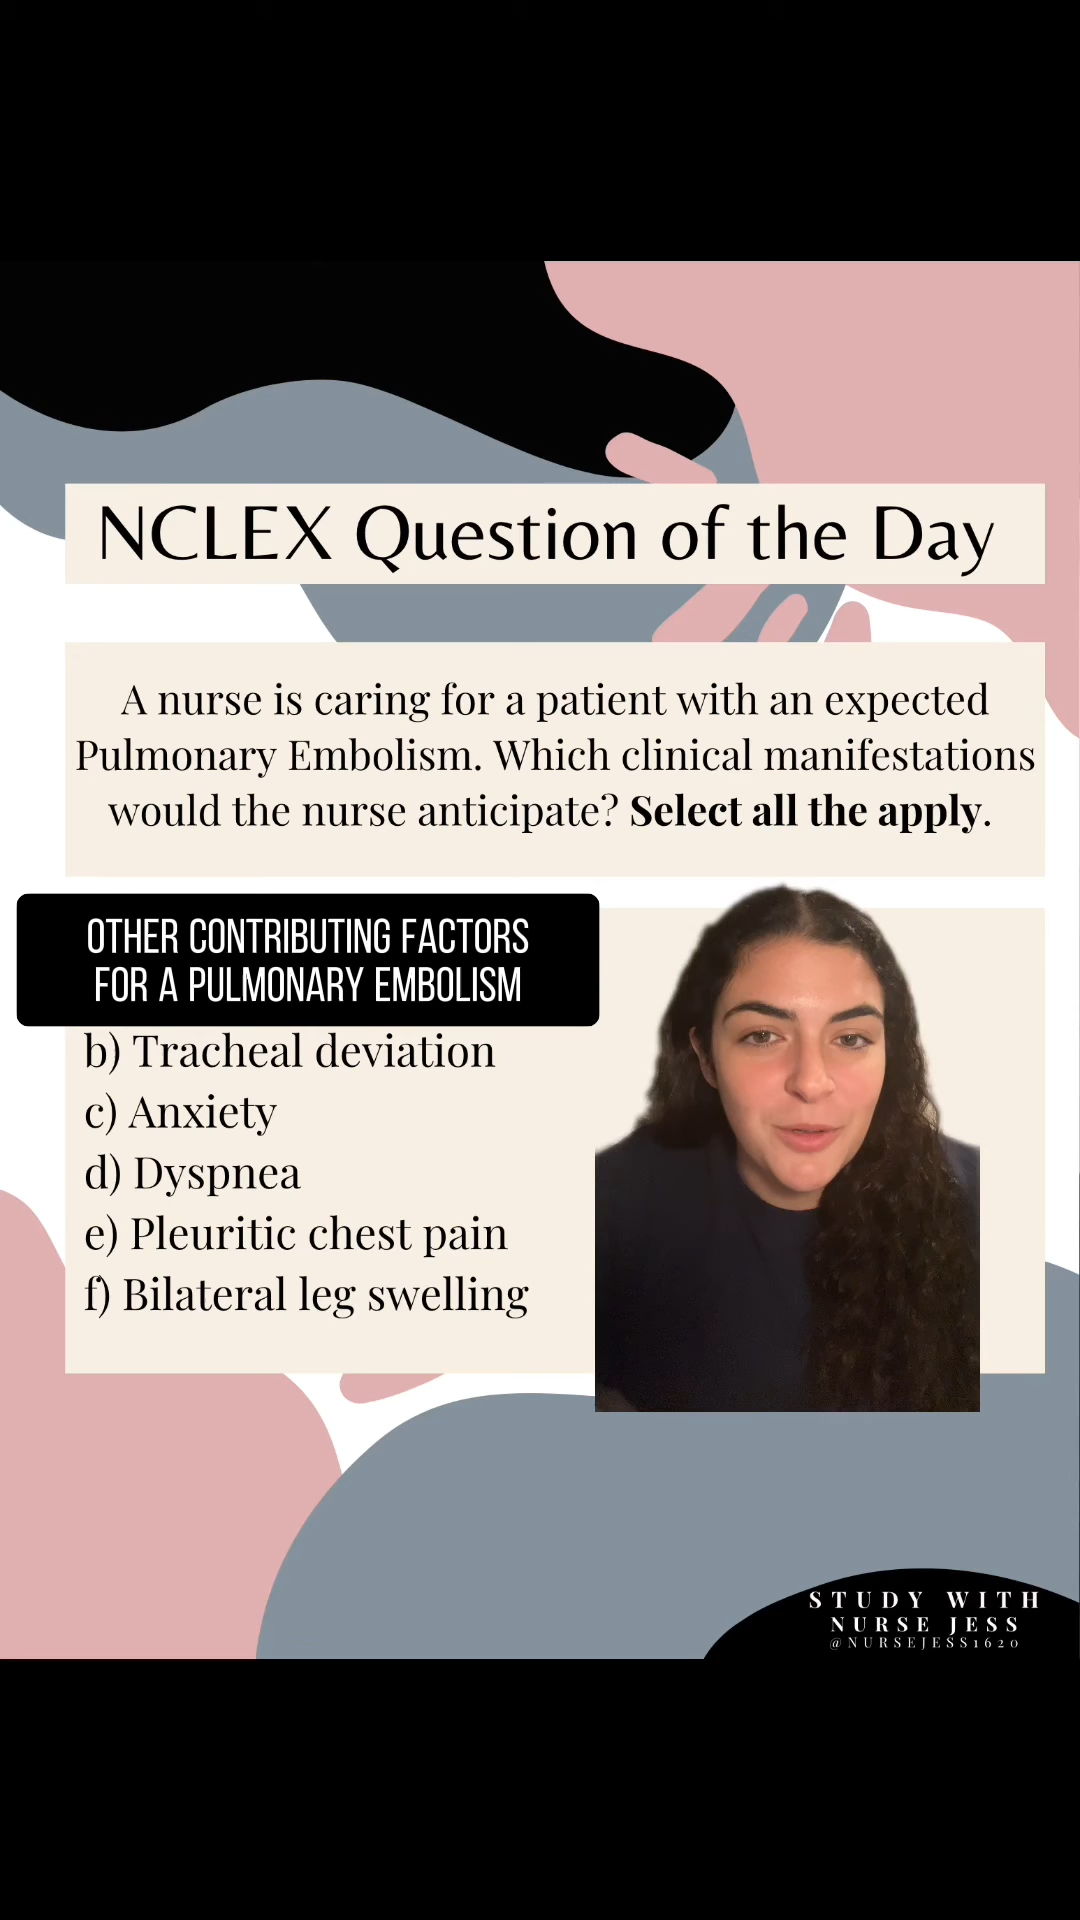 NCLEX Question of the Day
A nurse is caring for a patient with an expected
Pulmonary Embolism. Which clinical manifestations
would the nurse anticipate? Select all the apply.
OTHER CONTRIBUTING FACTORS
FOR A PULMONARY EMBOLISM
b) Tracheal deviation
c) Anxiety
d) Dyspnea
e) Pleuritic chest pain
f) Bilateral leg swelling
STUDY WITH
NURSE JESS
@NURSEJESS1620